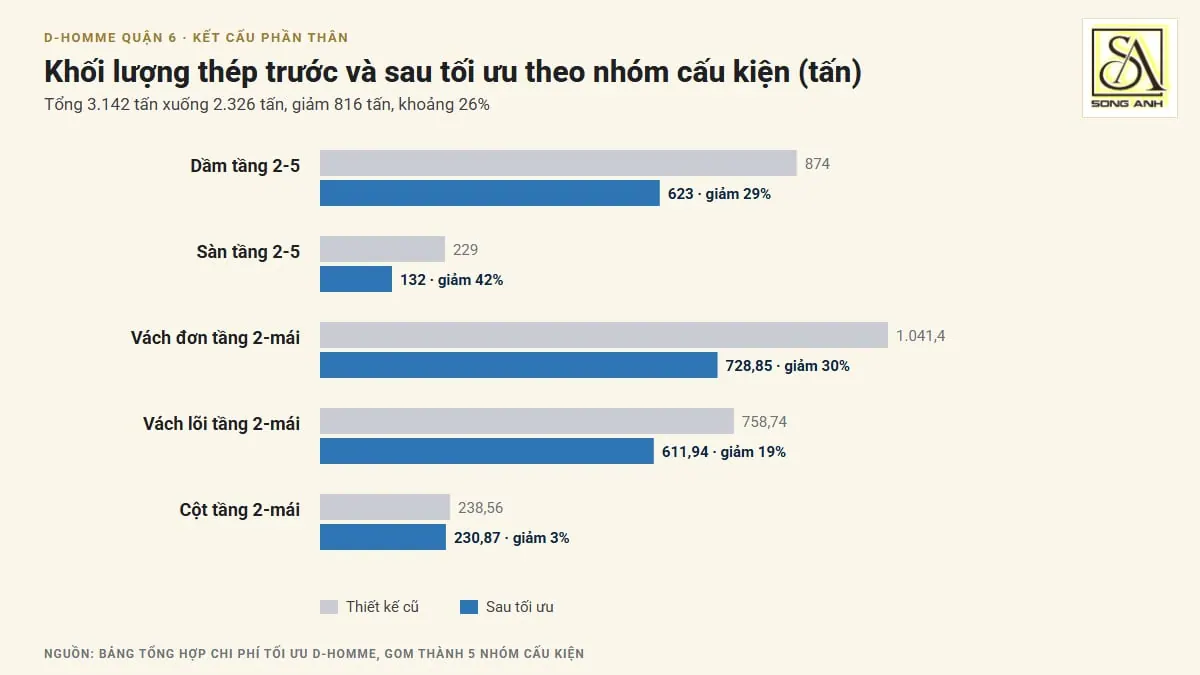 D-HOMME QUẬN 6 · KẾT CẤU PHẦN THÂN
Khối lượng thép trước và sau tối ưu theo nhóm cấu kiện (tấn)
Tổng 3.142 tấn xuống 2.326 tấn, giảm 816 tấn, khoảng 26%
SA
SONG ANH
Dầm tầng 2-5
874
623 · giảm 29%
Sàn tầng 2-5
229
132 · giảm 42%
Vách đơn tầng 2-mái
1.041,4
728,85 · giảm 30%
Vách lõi tầng 2-mái
758,74
611,94 · giảm 19%
Cột tầng 2-mái
238,56
230,87 · giảm 3%
Thiết kế cũ
Sau tối ưu
NGUỒN: BẢNG TỔNG HỢP CHI PHÍ TỐI ƯU D-HOMME, GOM THÀNH 5 NHÓM CẤU KIỆN